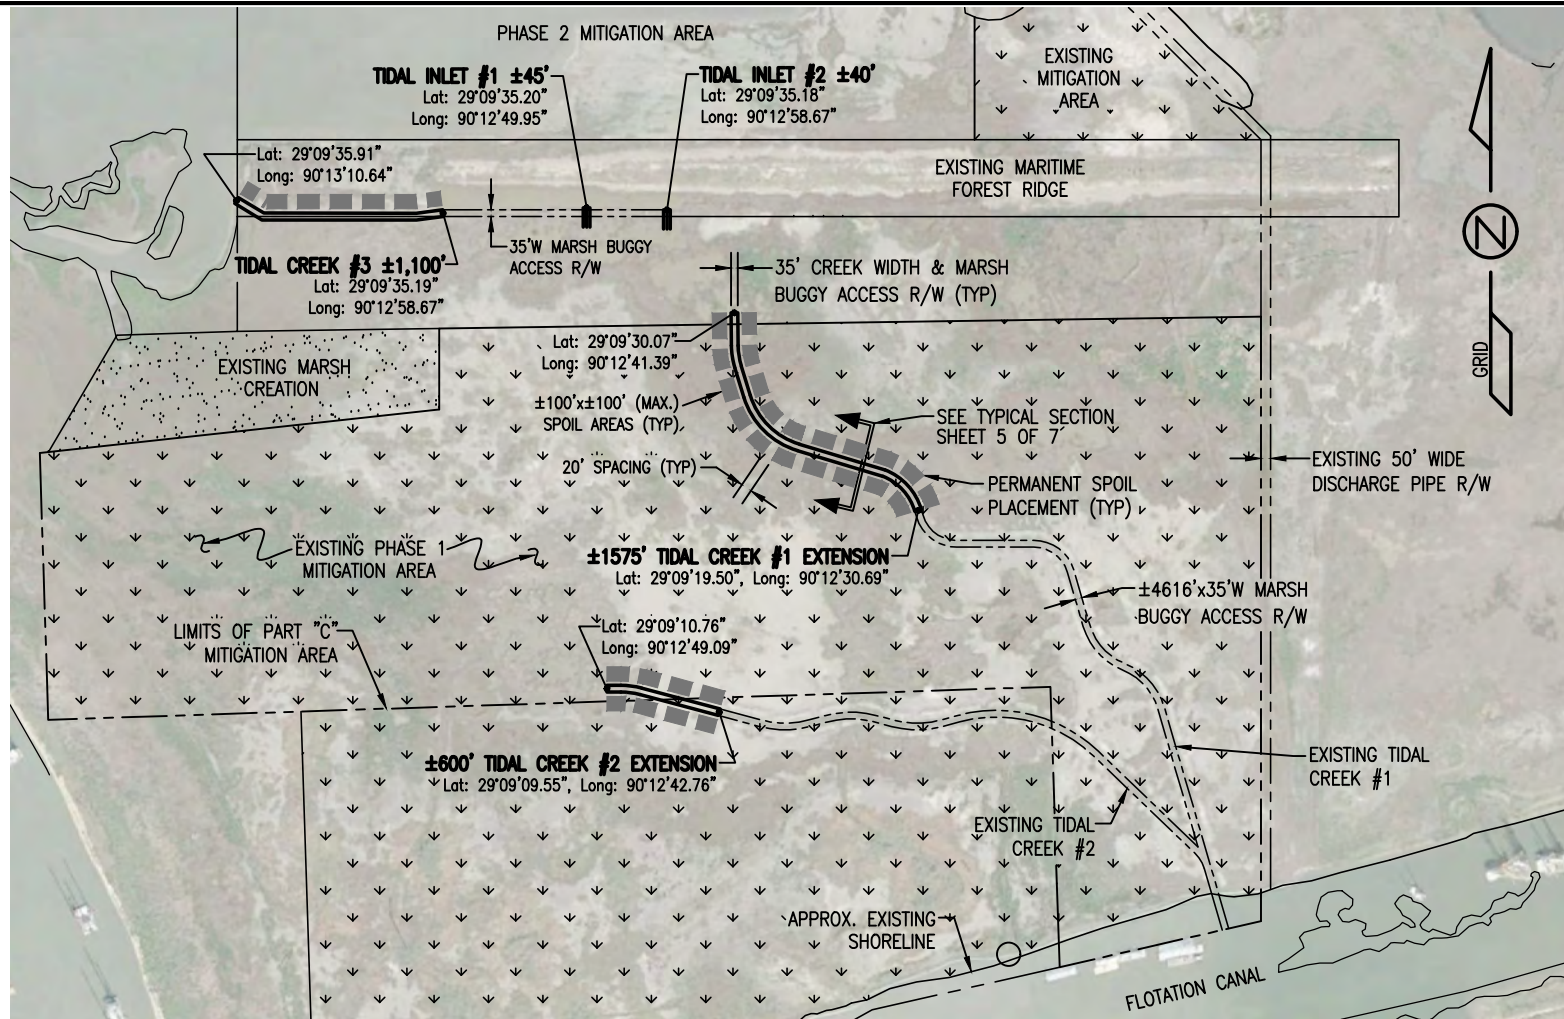 PHASE 2 MITIGATION AREA
TIDAL INLET #1 ±45'
Lat: 29°09'35.20"
Long: 90°12'49.95"
TIDAL INLET #2 ±40'
Lat: 29°09'35.18"
Long: 90°12'58.67"
EXISTING
MITIGATION
AREA
Lat: 29°09'35.91"
Long: 90°13'10.64"
EXISTING MARITIME
FOREST RIDGE
35'W MARSH BUGGY
ACCESS R/W
TIDAL CREEK #3 ±1,100'
Lat: 29°09'35.19"
Long: 90°12'58.67"
35' CREEK WIDTH & MARSH
BUGGY ACCESS R/W (TYP)
N
GRID
Lat: 29°09'30.07"
Long: 90°12'41.39"
EXISTING MARSH
CREATION
±100'x±100' (MAX.)
SPOIL AREAS (TYP)
SEE TYPICAL SECTION
SHEET 5 OF 7
20' SPACING (TYP)
EXISTING 50' WIDE
DISCHARGE PIPE R/W
PERMANENT SPOIL
PLACEMENT (TYP)
EXISTING PHASE 1
MITIGATION AREA
±1575' TIDAL CREEK #1 EXTENSION
Lat: 29°09'19.50", Long: 90°12'30.69"
±4616'x35'W MARSH
BUGGY ACCESS R/W
LIMITS OF PART "C"
MITIGATION AREA
Lat: 29°09'10.76"
Long: 90°12'49.09"
±600' TIDAL CREEK #2 EXTENSION
Lat: 29°09'09.55", Long: 90°12'42.76"
EXISTING TIDAL
CREEK #1
EXISTING TIDAL
CREEK #2
APPROX. EXISTING
SHORELINE
FLOTATION CANAL